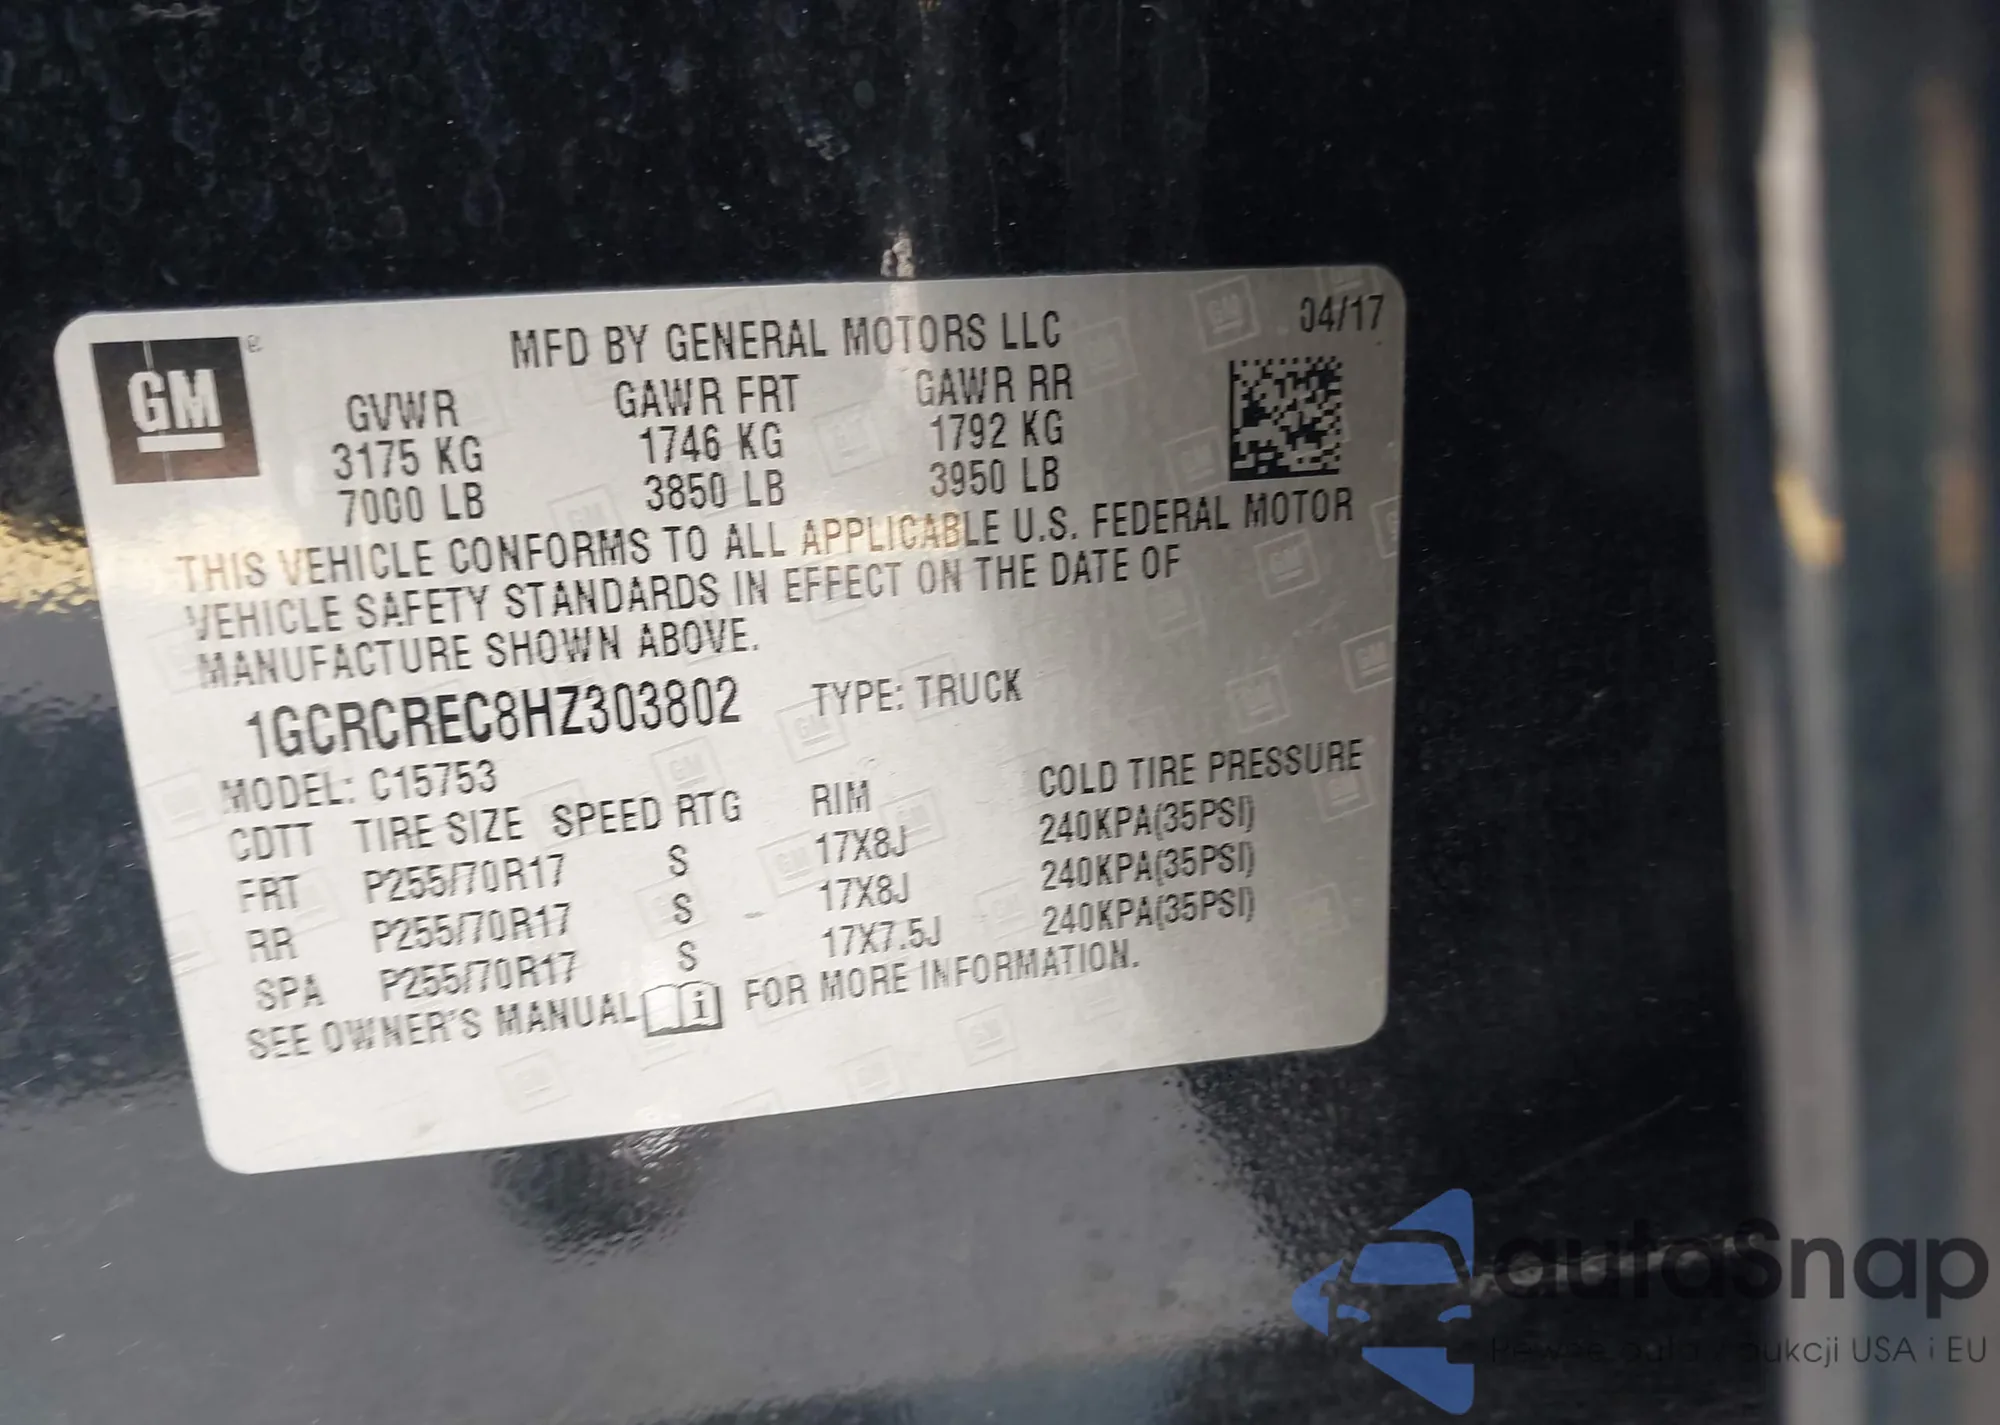 GM
MFD BY GENERAL MOTORS LLC 04/17
GVWR GAWR FRT GAWR RR
3175 KG 1746 KG 1792 KG
7000 LB 3850 LB 3950 LB
THIS VEHICLE CONFORMS TO ALL APPLICABLE U.S. FEDERAL MOTOR
VEHICLE SAFETY STANDARDS IN EFFECT ON THE DATE OF
MANUFACTURE SHOWN ABOVE.
1GCRCREC8HZ303802 TYPE: TRUCK
MODEL: C15753
CDTT TIRE SIZE SPEED RTG RIM COLD TIRE PRESSURE
FRT P255/70R17 S 17X8J 240KPA(35PSI)
RR P255/70R17 S 17X8J 240KPA(35PSI)
SPA P255/70R17 S 17X7.5J 240KPA(35PSI)
SEE OWNER'S MANUAL i FOR MORE INFORMATION.
autoSnap
auta aukcji USA i EU